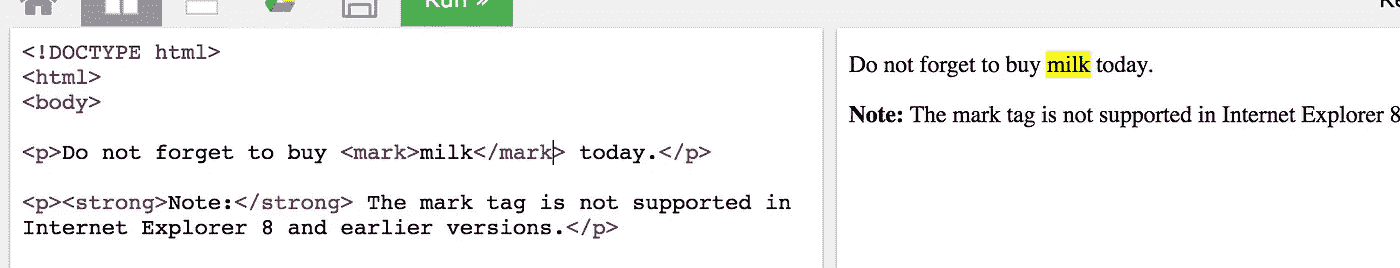 Run »
<!DOCTYPE html>
<html>
<body>
<p>Do not forget to buy <mark>milk</mark> today.</p>
<p><strong>Note:</strong> The mark tag is not supported in
Internet Explorer 8 and earlier versions.</p>
Do not forget to buy milk today.
Note: The mark tag is not supported in Internet Explorer 8